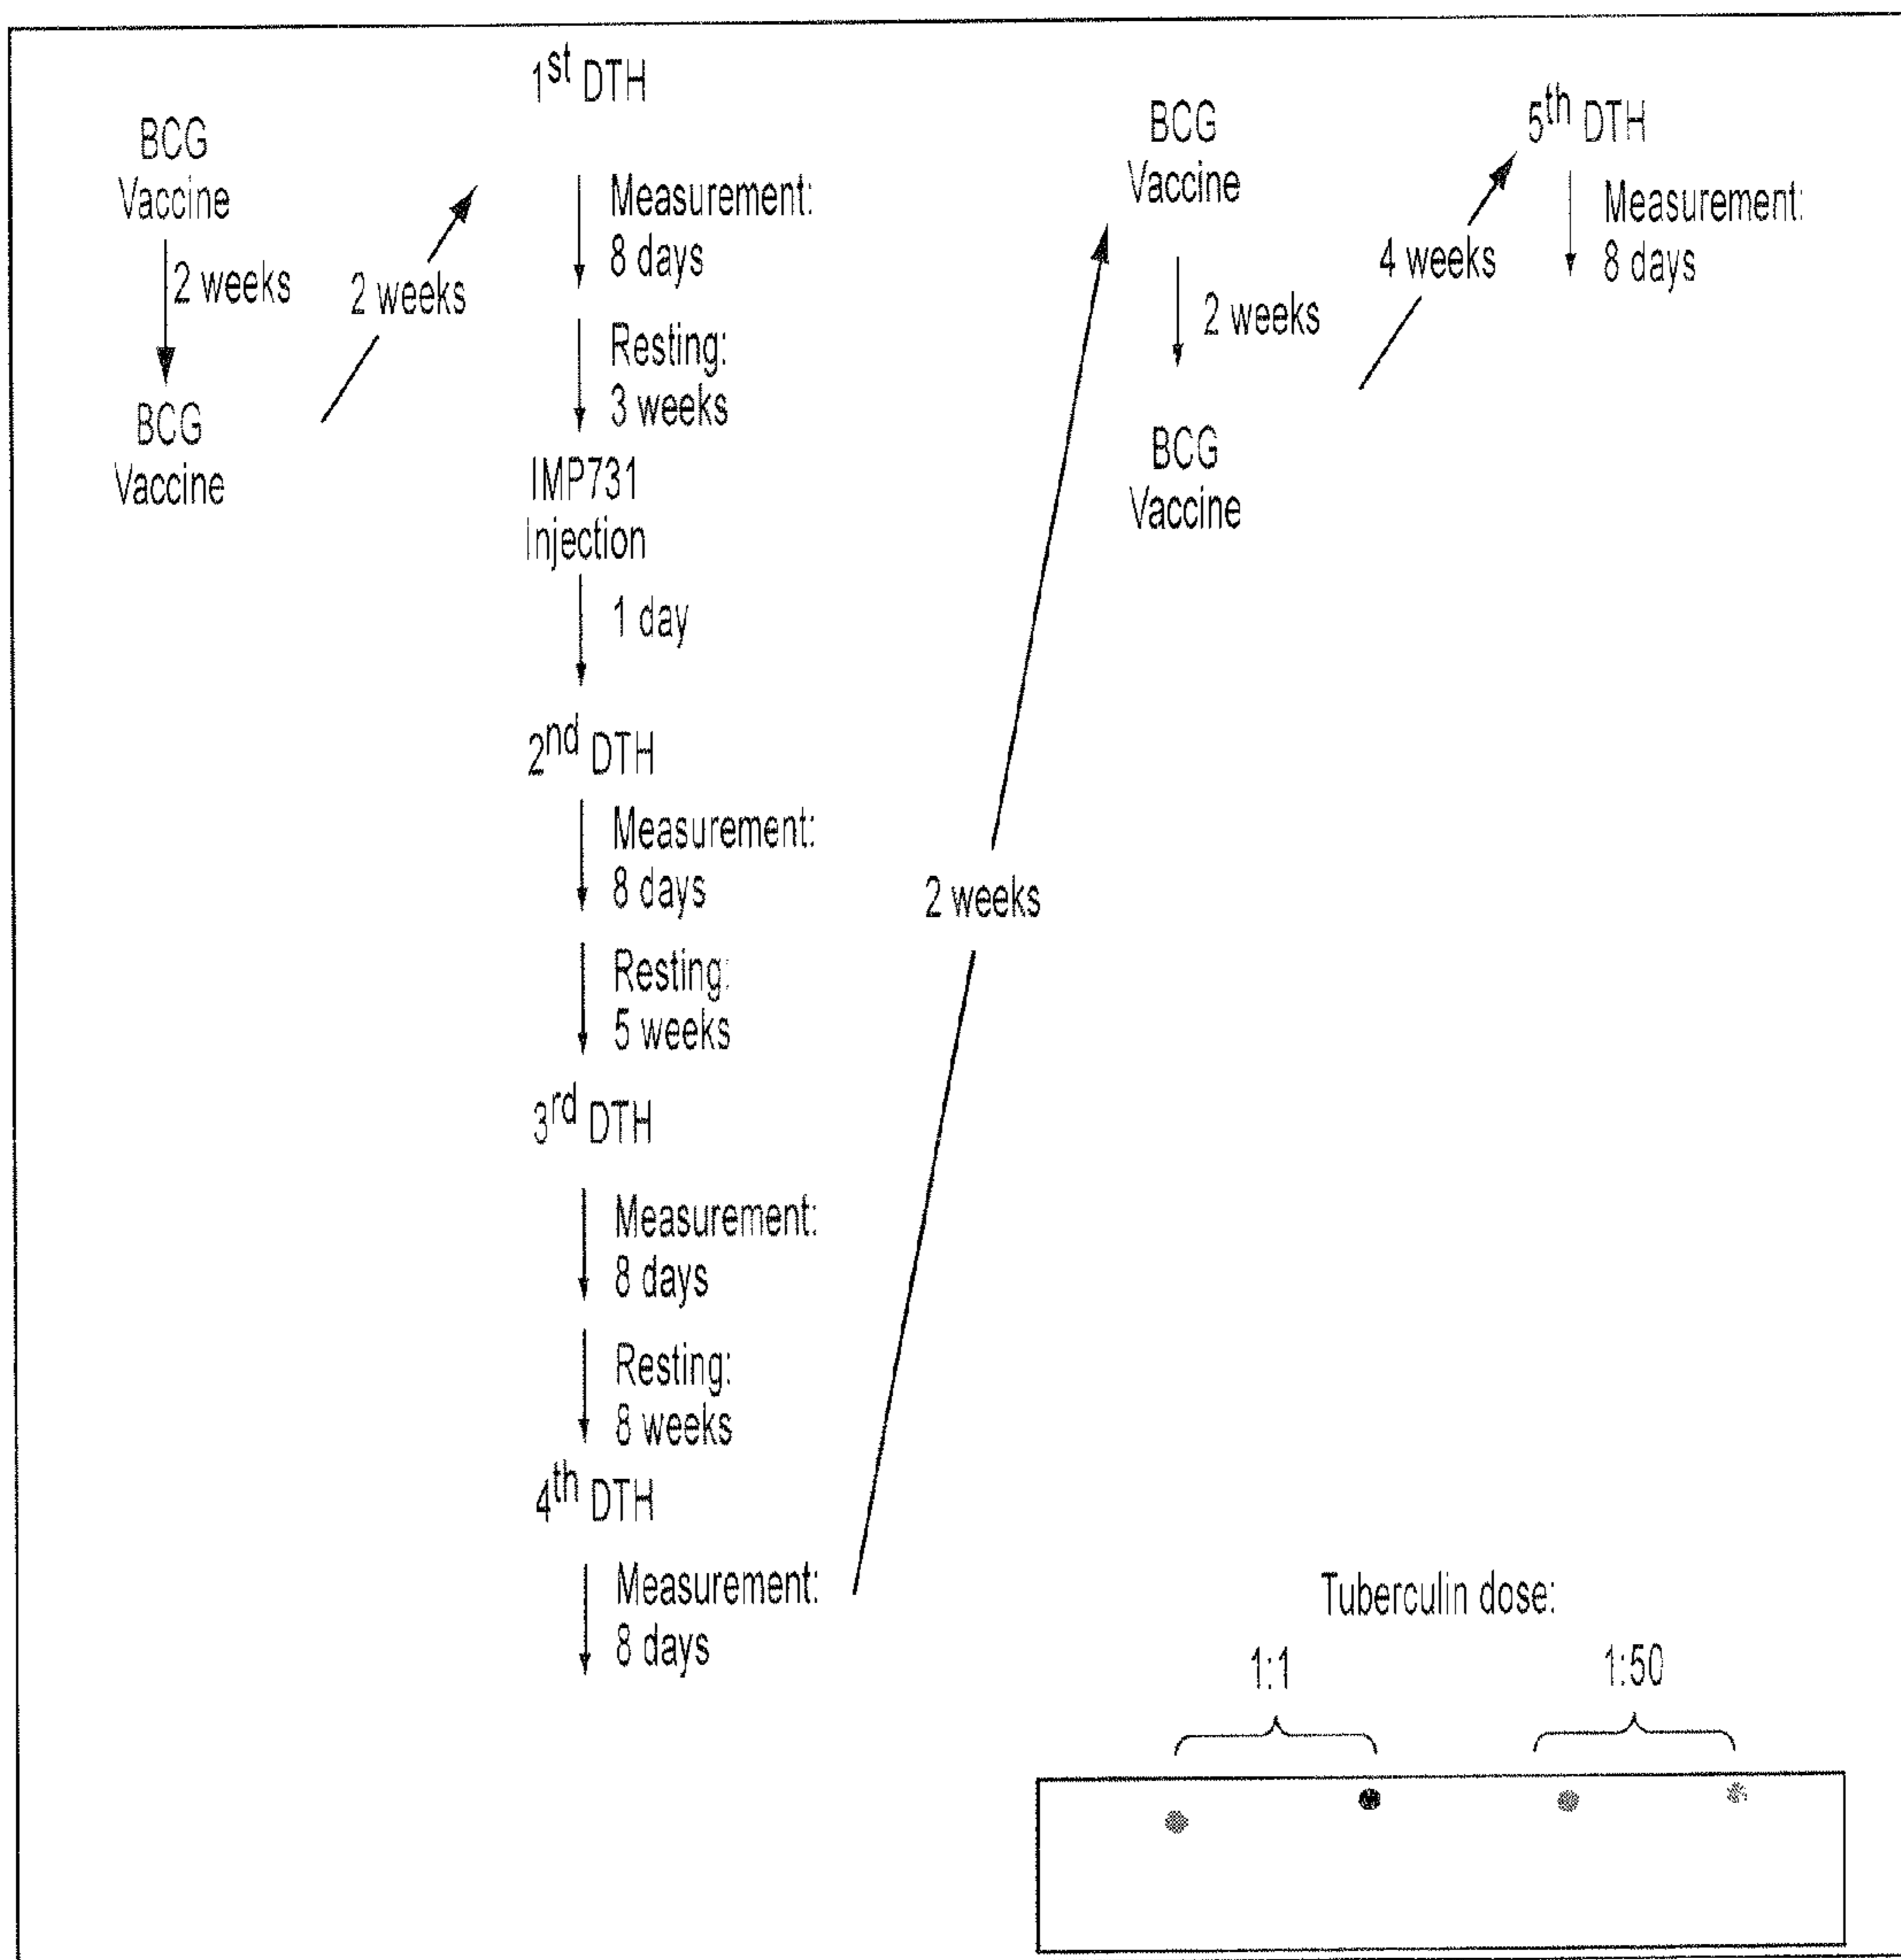 BCG
Vaccine
2 weeks
BCG
Vaccine
2 weeks
1st DTH
Measurement:
8 days
Resting:
3 weeks
IMP731
Injection
1 day
2nd DTH
Measurement:
8 days
Resting:
5 weeks
3rd DTH
Measurement:
8 days
Resting:
8 weeks
4th DTH
Measurement:
8 days
2 weeks
BCG
Vaccine
2 weeks
BCG
Vaccine
4 weeks
5th DTH
Measurement:
8 days
Tuberculin dose:
1:1 1:50